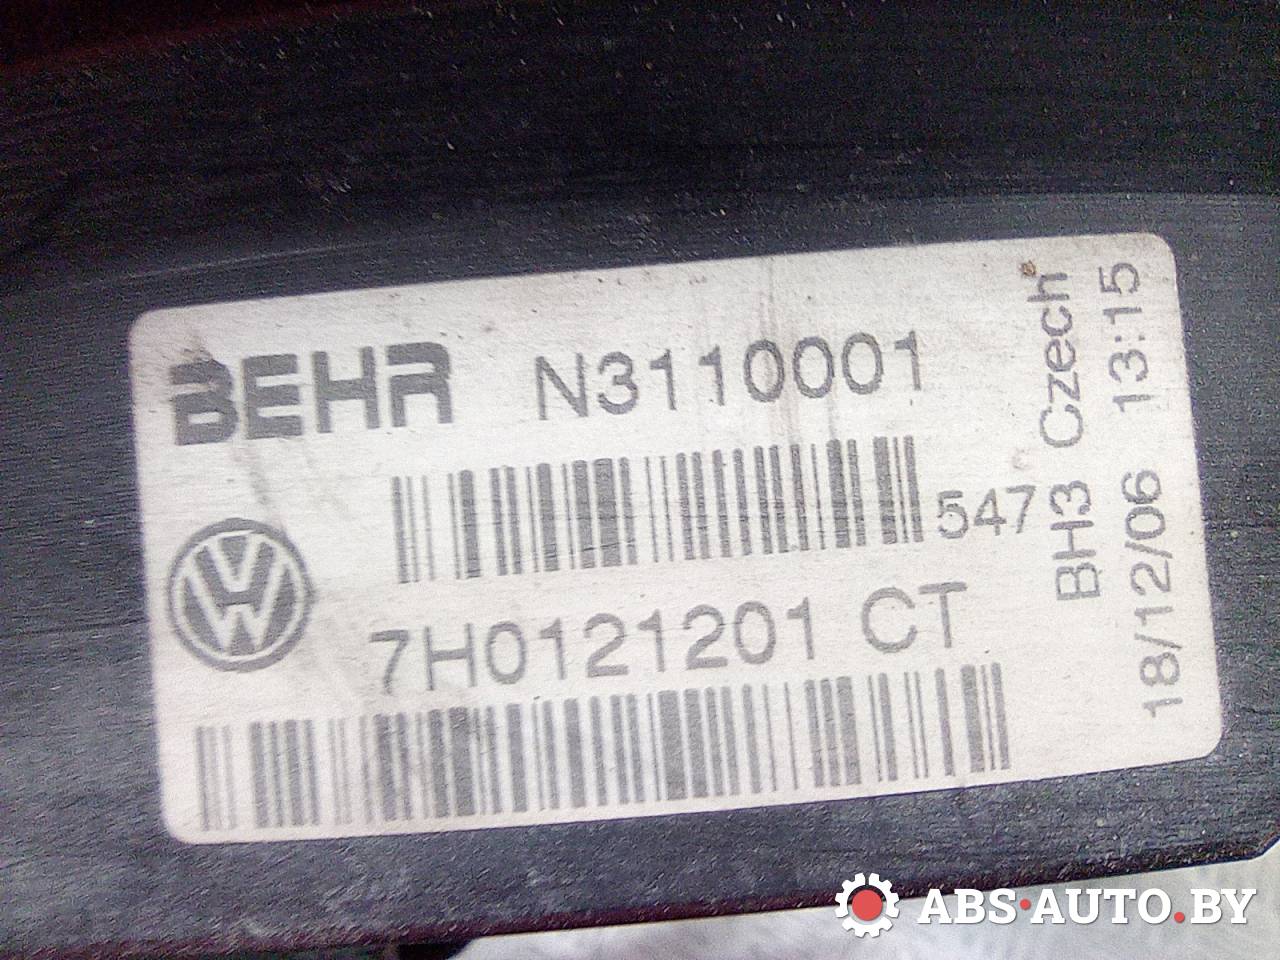 BEHR N3110001
547
7H0121201 CT
BH3 Czech
18/12/06 13:15
ABS·AUTO.BY